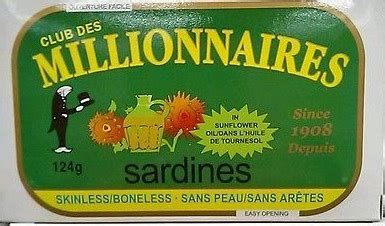 OUVERTURE FACILE
CLUB DES
MILLIONNAIRES
IN
SUNFLOWER
OIL/DANS L'HUILE
DE TOURNESOL
Since
1908
Depuis
124g
sardines
SKINLESS/BONELESS · SANS PEAU/SANS ARÊTES
EASY OPENING